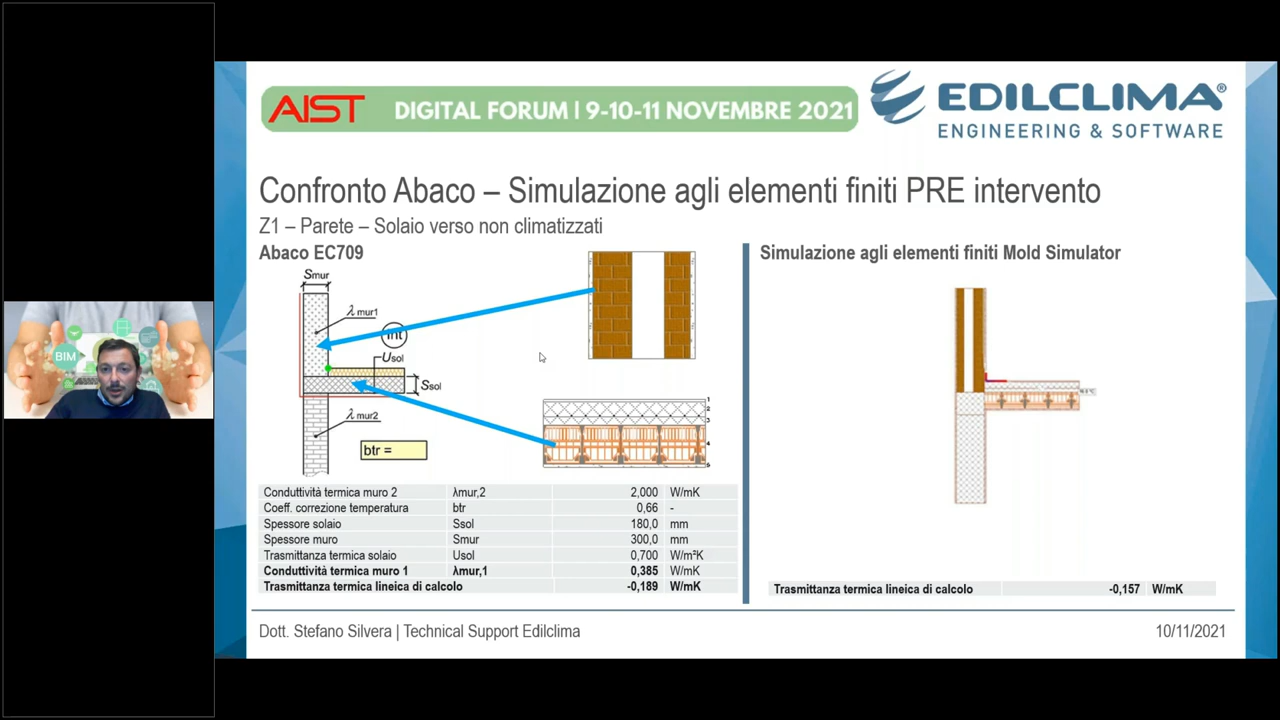 AIST DIGITAL FORUM | 9-10-11 NOVEMBRE 2021
EDILCLIMA®
ENGINEERING & SOFTWARE
Confronto Abaco – Simulazione agli elementi finiti PRE intervento
Z1 – Parete – Solaio verso non climatizzati
Abaco EC709
Simulazione agli elementi finiti Mold Simulator
Smur
λ mur1
int
Usol
Ssol
λ mur2
btr =
1
2
3
4
5
BIM
Conduttività termica muro 2 λmur,2 2,000 W/mK
Coeff. correzione temperatura btr 0,66 -
Spessore solaio Ssol 180,0 mm
Spessore muro Smur 300,0 mm
Trasmittanza termica solaio Usol 0,700 W/m²K
Conduttività termica muro 1 λmur,1 0,385 W/mK
Trasmittanza termica lineica di calcolo -0,189 W/mK
Trasmittanza termica lineica di calcolo -0,157 W/mK
Dott. Stefano Silvera | Technical Support Edilclima
10/11/2021